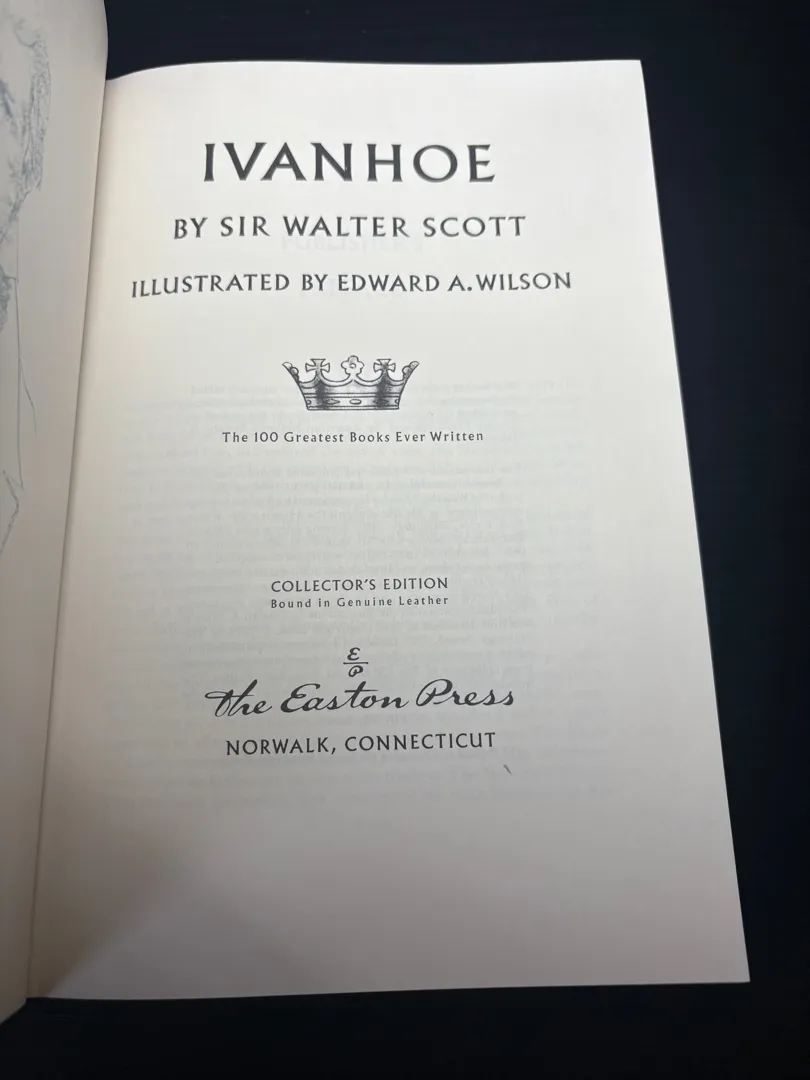 IVANHOE
BY SIR WALTER SCOTT
ILLUSTRATED BY EDWARD A. WILSON
The 100 Greatest Books Ever Written
COLLECTOR'S EDITION
Bound in Genuine Leather
E
P
The Easton Press
NORWALK, CONNECTICUT